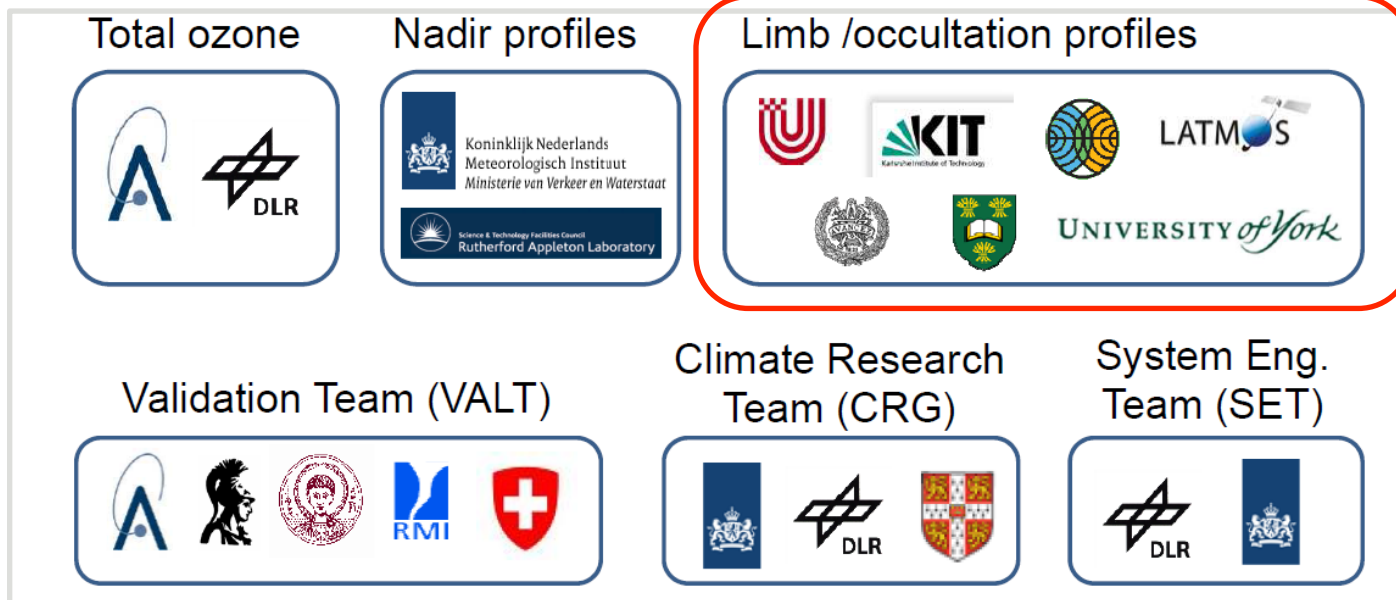 Total ozone
Nadir profiles
Limb /occultation profiles
DLR
Koninklijk Nederlands
Meteorologisch Instituut
Ministerie van Verkeer en Waterstaat
Science & Technology Facilities Council
Rutherford Appleton Laboratory
KIT
Karlsruhe Institute of Technology
LATMOS
AVANCEZ
UNIVERSITY of York
Validation Team (VALT)
Climate Research
Team (CRG)
System Eng.
Team (SET)
RMI
DLR
DLR